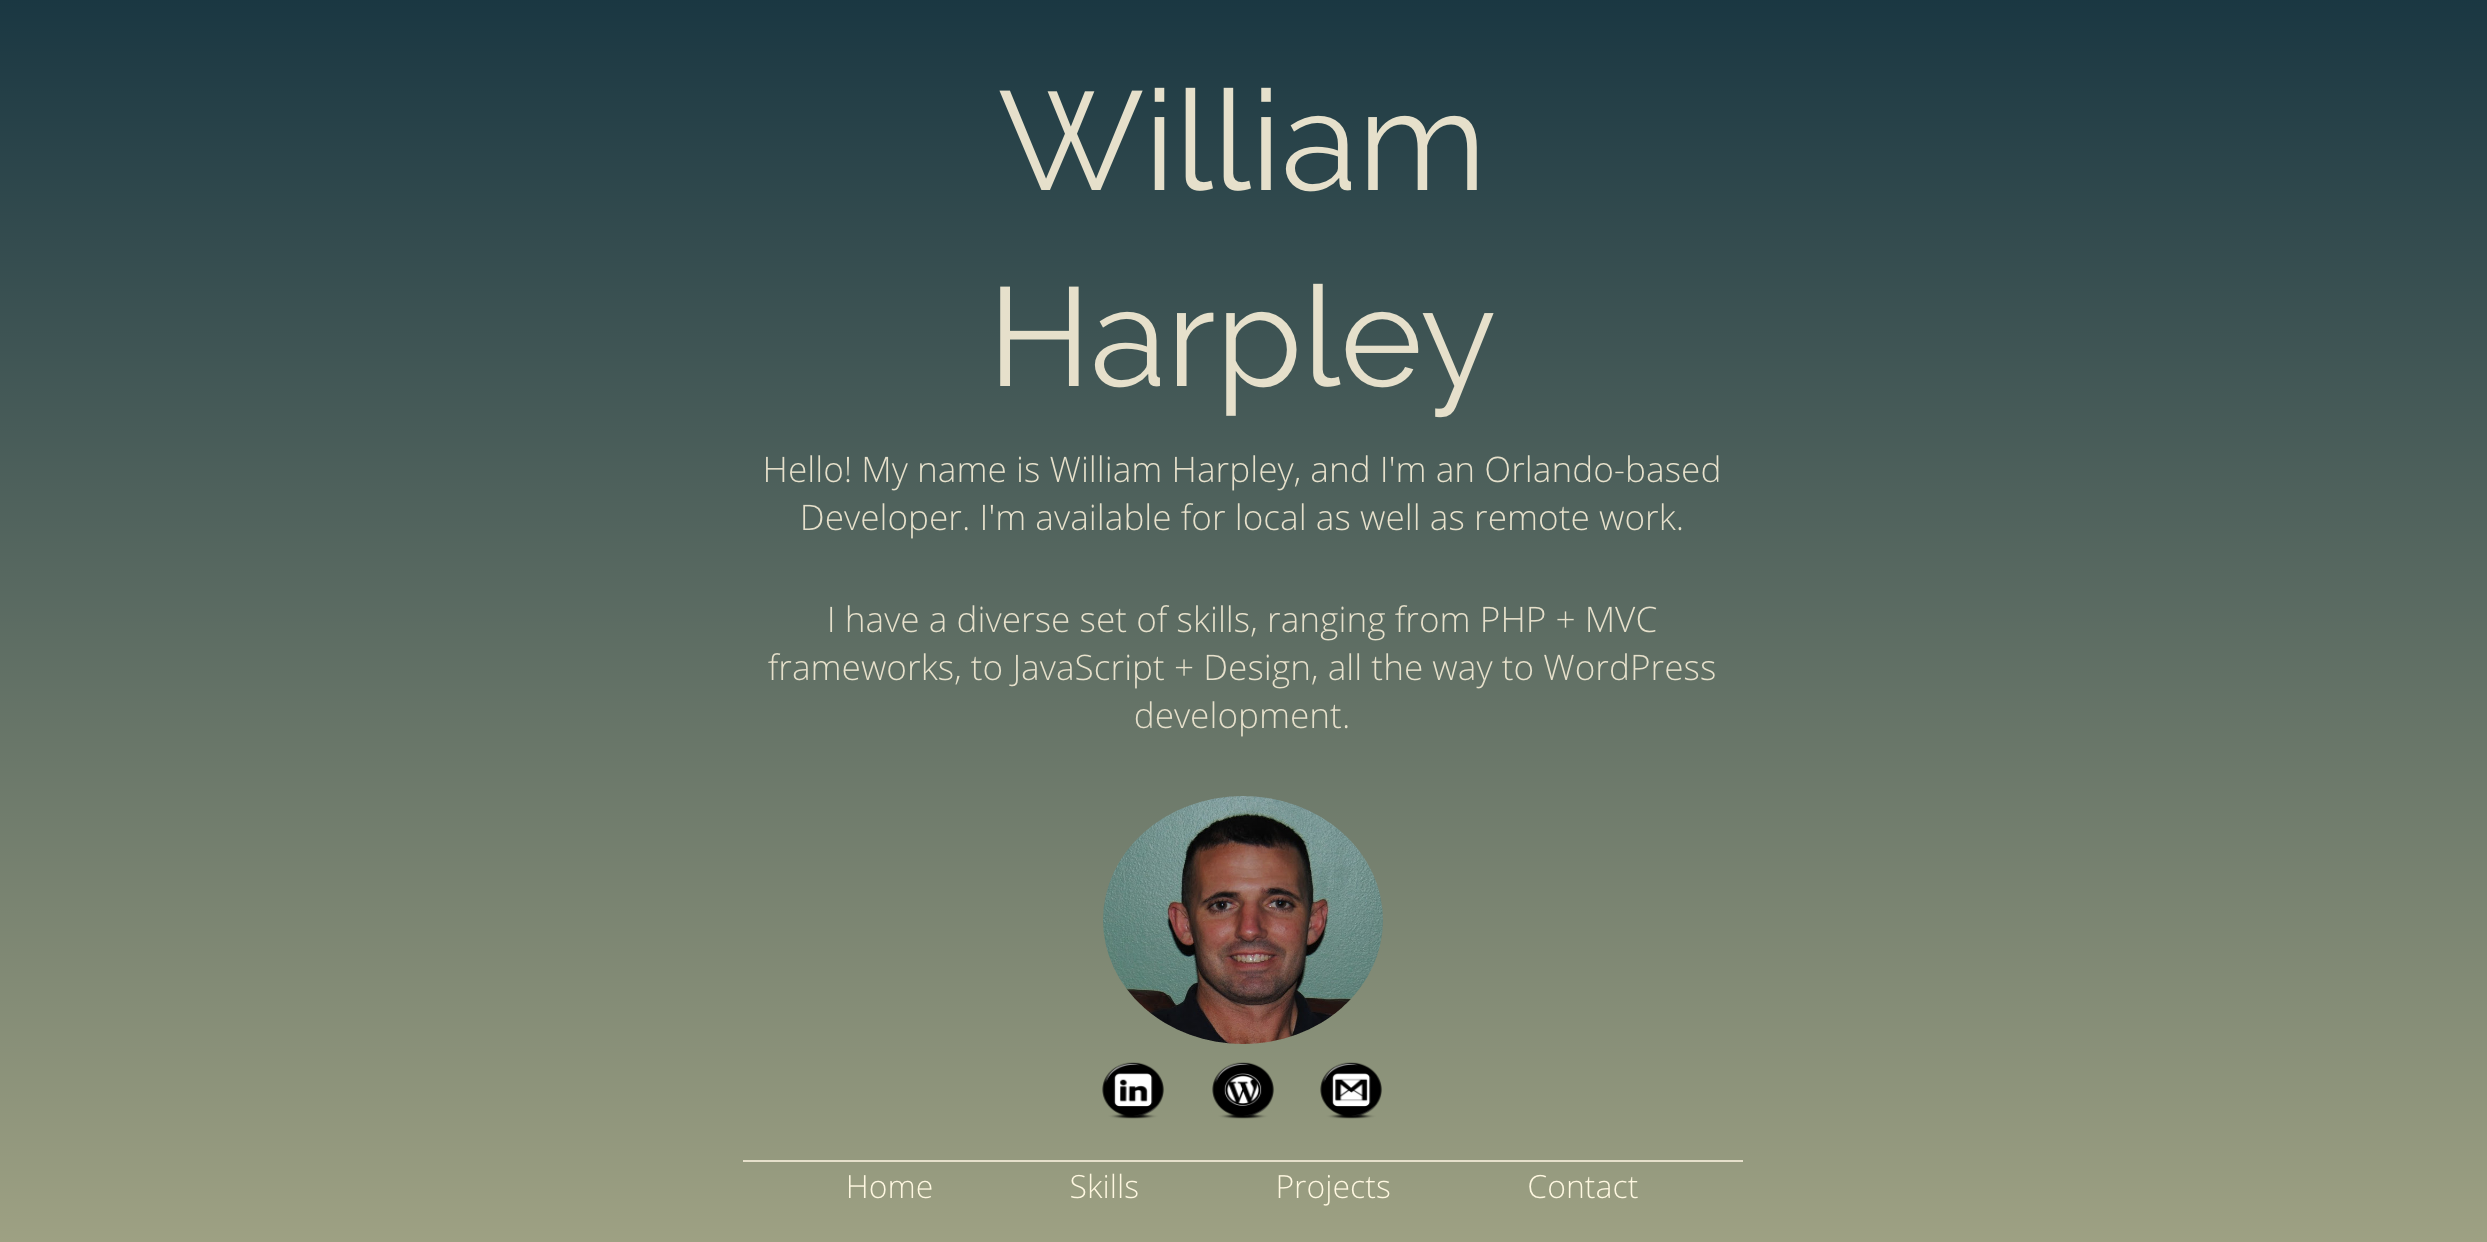 William
Harpley
Hello! My name is William Harpley, and I'm an Orlando-based
Developer. I'm available for local as well as remote work.
I have a diverse set of skills, ranging from PHP + MVC
frameworks, to JavaScript + Design, all the way to WordPress
development.
in W M
Home Skills Projects Contact